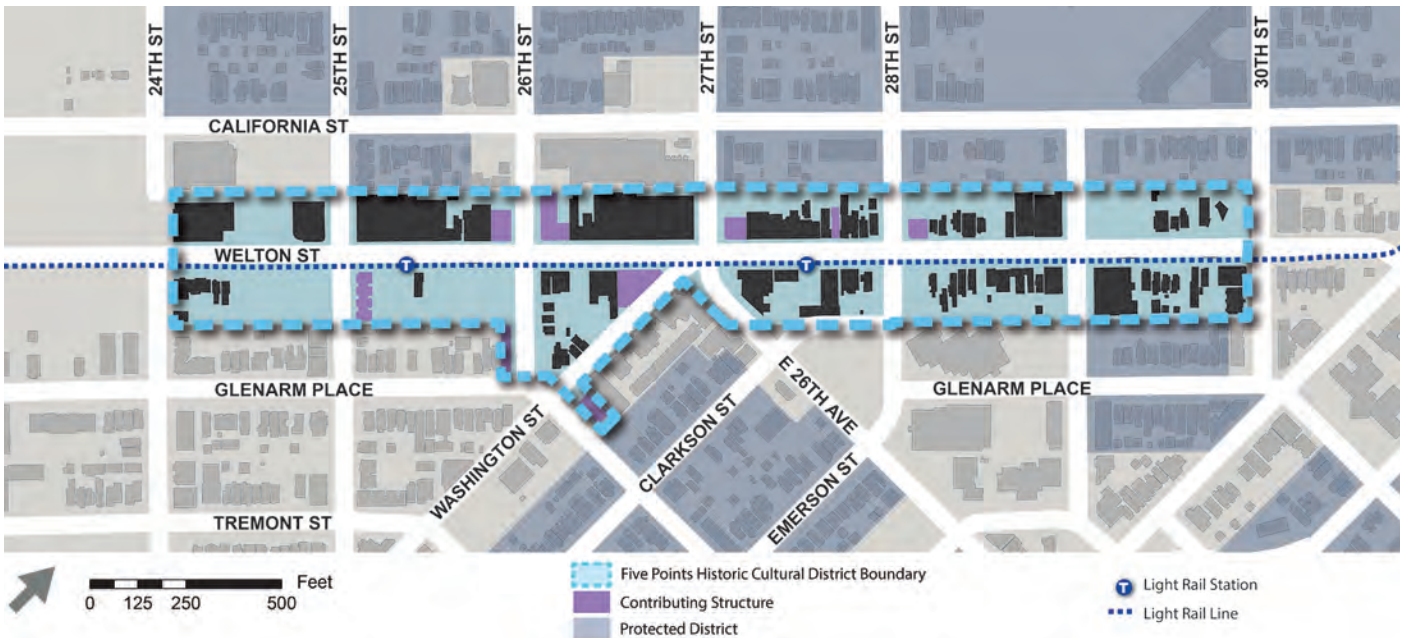 24TH ST
25TH ST
26TH ST
27TH ST
28TH ST
30TH ST
CALIFORNIA ST
WELTON ST
T
T
GLENARM PLACE
GLENARM PLACE
E 26TH AVE
WASHINGTON ST
CLARKSON ST
EMERSON ST
TREMONT ST
Feet
0 125 250 500
Five Points Historic Cultural District Boundary
Contributing Structure
Protected District
T Light Rail Station
Light Rail Line